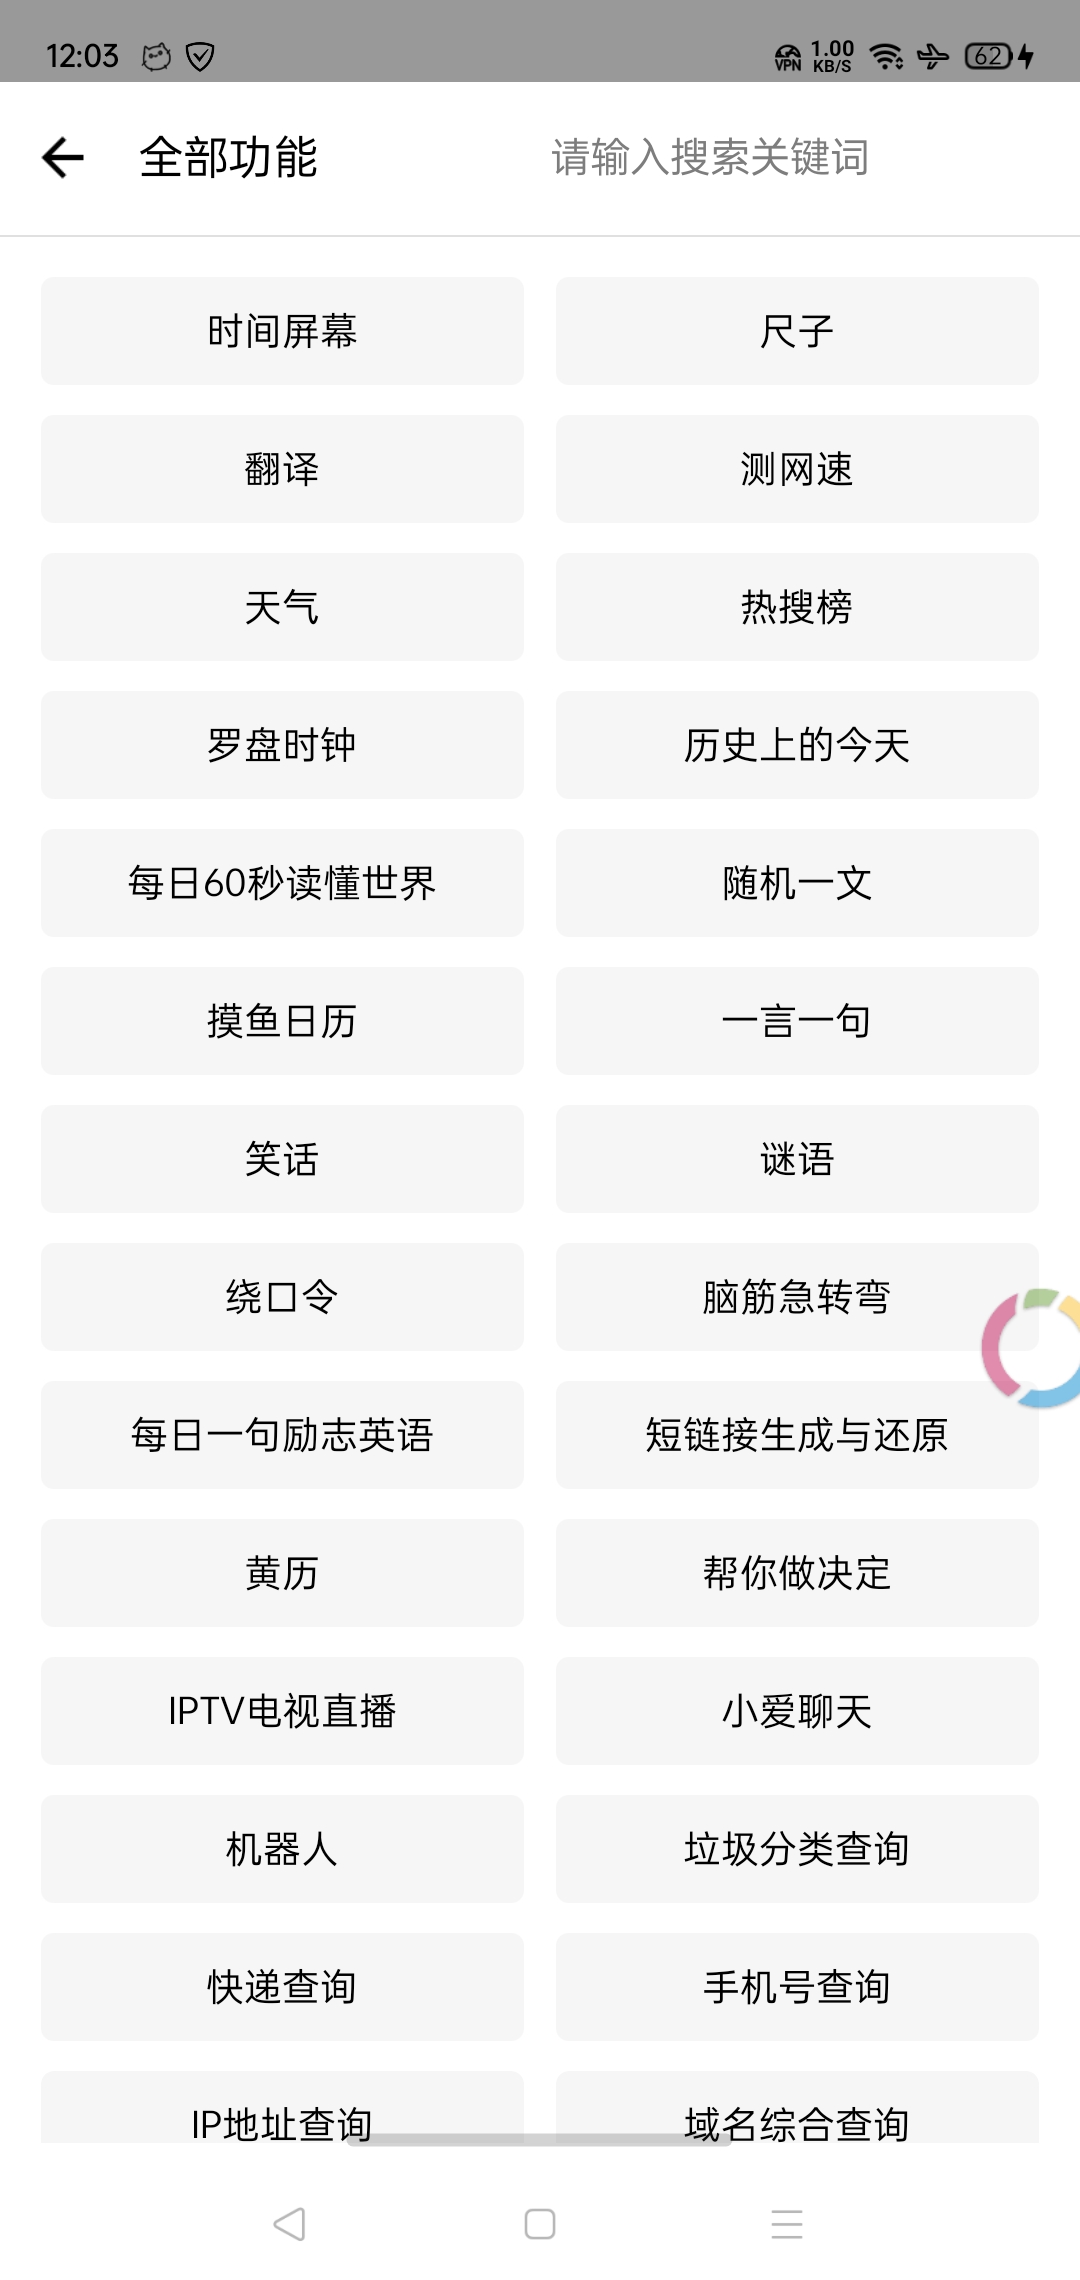 12:03
VPN 1.00 KB/S 62
全部功能 请输入搜索关键词
时间屏幕 尺子
翻译 测网速
天气 热搜榜
罗盘时钟 历史上的今天
每日60秒读懂世界 随机一文
摸鱼日历 一言一句
笑话 谜语
绕口令 脑筋急转弯
每日一句励志英语 短链接生成与还原
黄历 帮你做决定
IPTV电视直播 小爱聊天
机器人 垃圾分类查询
快递查询 手机号查询
IP地址查询 域名综合查询